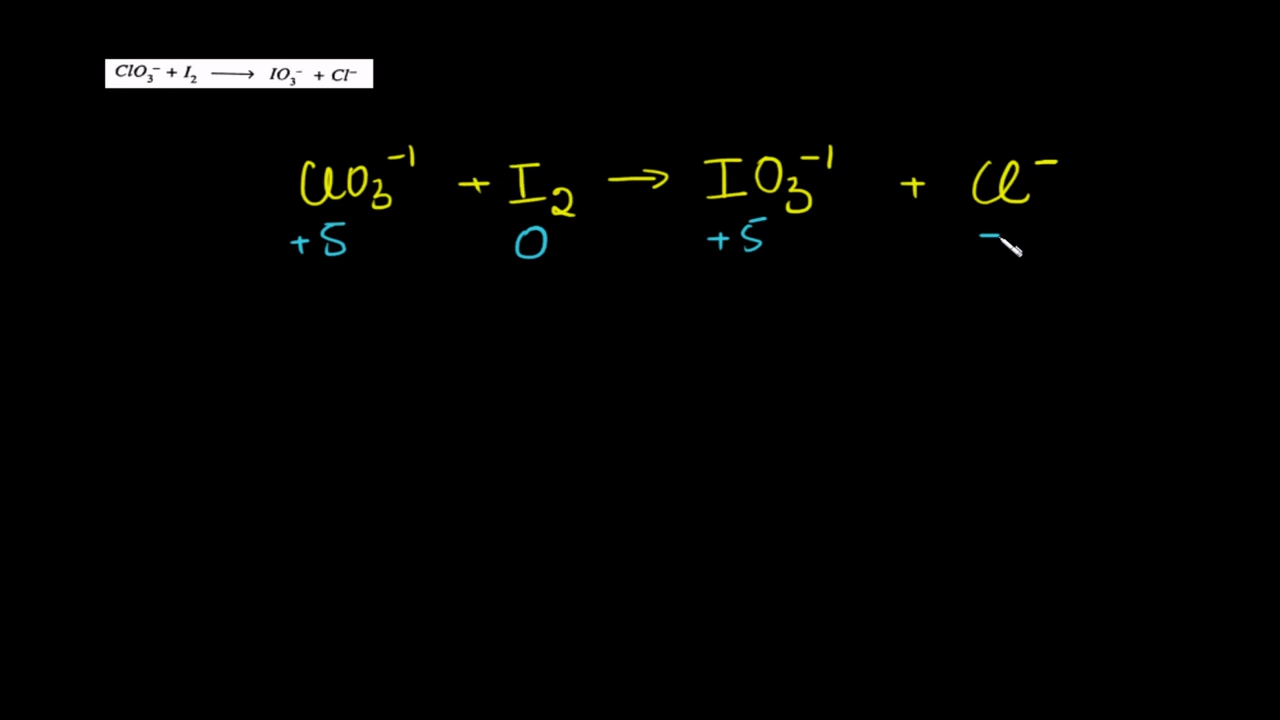 ClO₃⁻ + I₂ ⟶ IO₃⁻ + Cl⁻
ClO₃⁻¹ + I₂ → IO₃⁻¹ + Cl⁻
+5 0 +5 −